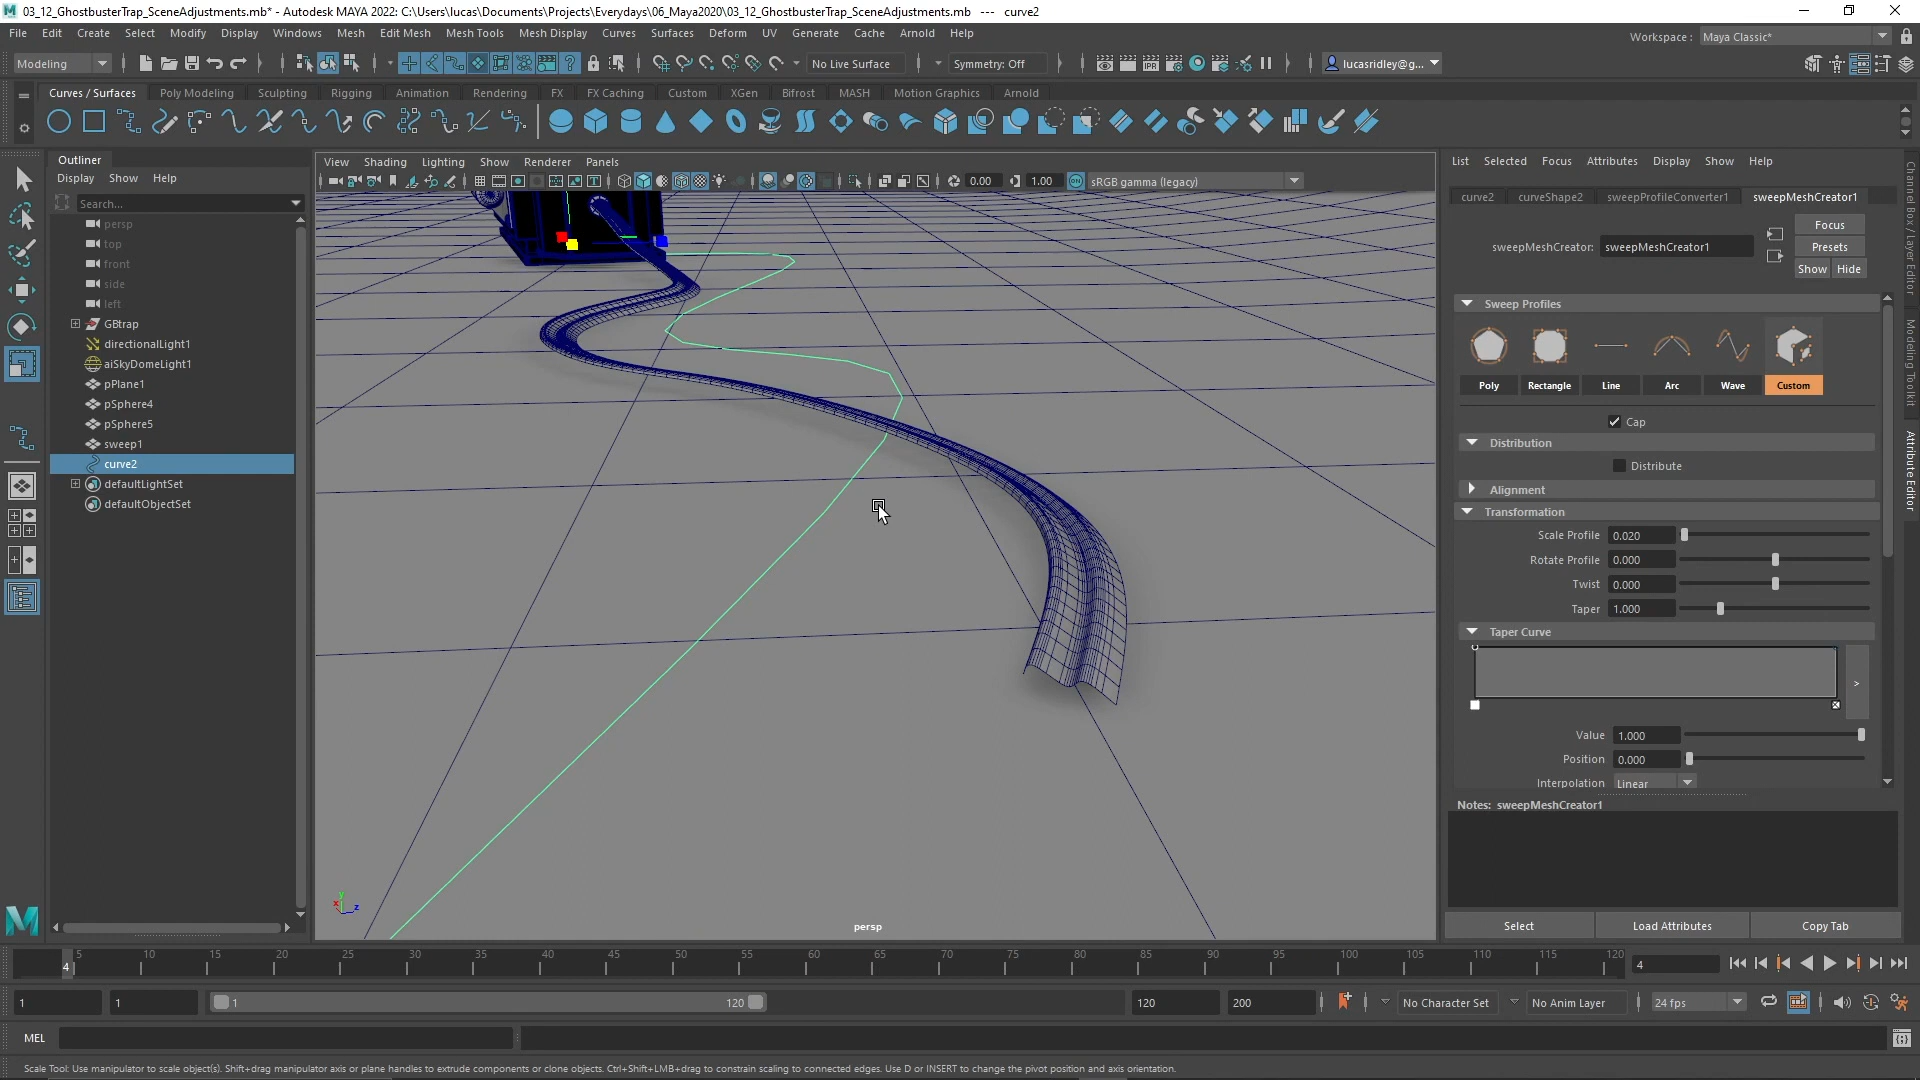 03_12_GhostbusterTrap_SceneAdjustments.mb* - Autodesk MAYA 2022: C:\Users\lucas\Documents\Projects\Everydays\06_Maya2020\03_12_GhostbusterTrap_SceneAdjustments.mb --- curve2
File Edit Create Select Modify Display Windows Mesh Edit Mesh Mesh Tools Mesh Display Curves Surfaces Deform UV Generate Cache Arnold Help
Workspace : Maya Classic*
Modeling No Live Surface Symmetry: Off lucasridley@g...
Curves / Surfaces Poly Modeling Sculpting Rigging Animation Rendering FX FX Caching Custom XGen Bifrost MASH Motion Graphics Arnold
Outliner
Display Show Help
Search...
persp
top
front
side
left
GBtrap
directionalLight1
aiSkyDomeLight1
pPlane1
pSphere4
pSphere5
sweep1
curve2
defaultLightSet
defaultObjectSet
View Shading Lighting Show Renderer Panels
0.00 1.00 ON sRGB gamma (legacy)
persp
y
x
z
List Selected Focus Attributes Display Show Help
curve2 curveShape2 sweepProfileConverter1 sweepMeshCreator1
sweepMeshCreator: sweepMeshCreator1
Focus
Presets
Show Hide
Sweep Profiles
Poly Rectangle Line Arc Wave Custom
Cap
Distribution
Distribute
Alignment
Transformation
Scale Profile 0.020
Rotate Profile 0.000
Twist 0.000
Taper 1.000
Taper Curve
>
Value 1.000
Position 0.000
Interpolation Linear
Notes: sweepMeshCreator1
Select Load Attributes Copy Tab
Channel Box / Layer Editor
Modeling Toolkit
Attribute Editor
4 5 10 15 20 25 30 35 40 45 50 55 60 65 70 75 80 85 90 95 100 105 110 115 120 4
1 1 1 120 120 200 No Character Set No Anim Layer 24 fps
MEL
Scale Tool: Use manipulator to scale object(s). Shift+drag manipulator axis or plane handles to extrude components or clone objects. Ctrl+Shift+LMB+drag to constrain scaling to connected edges. Use D or INSERT to change the pivot position and axis orientation.